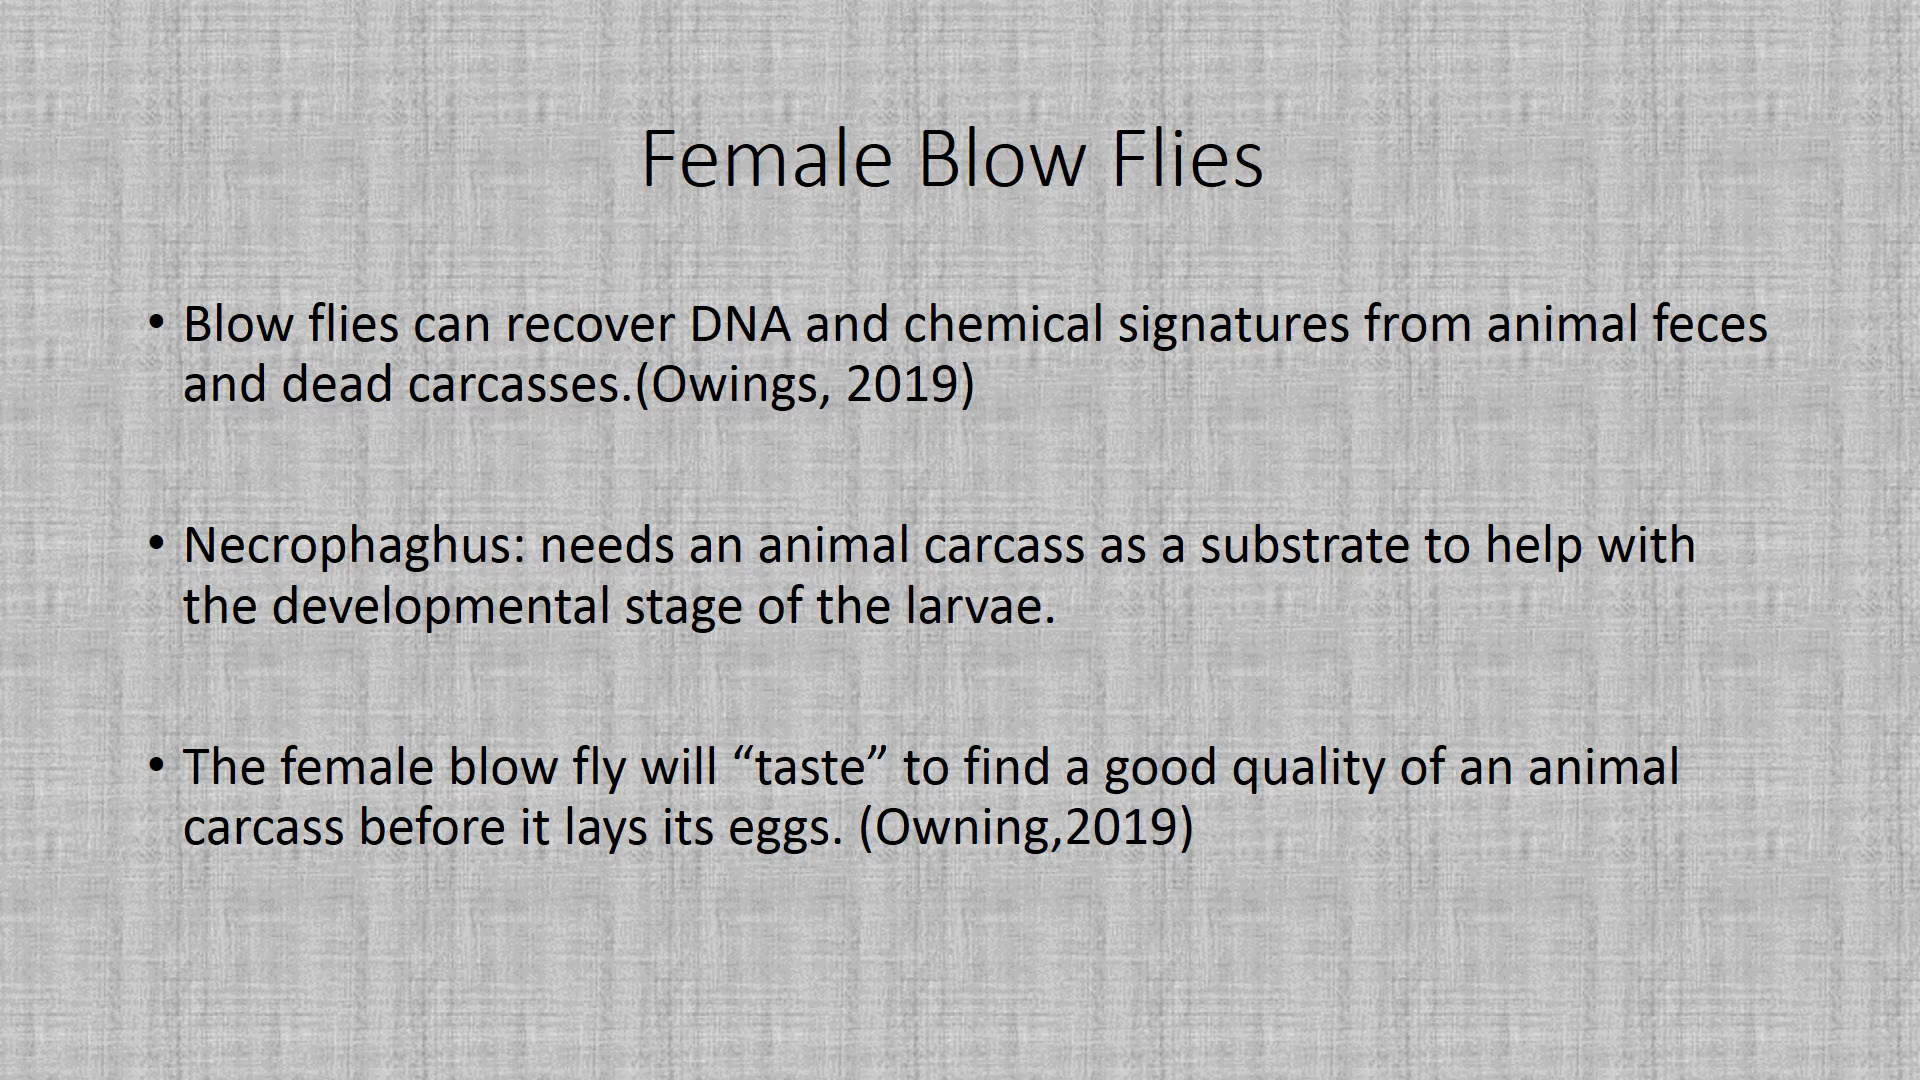 Female Blow Flies
• Blow flies can recover DNA and chemical signatures from animal feces
and dead carcasses.(Owings, 2019)
• Necrophaghus: needs an animal carcass as a substrate to help with
the developmental stage of the larvae.
• The female blow fly will “taste” to find a good quality of an animal
carcass before it lays its eggs. (Owning,2019)